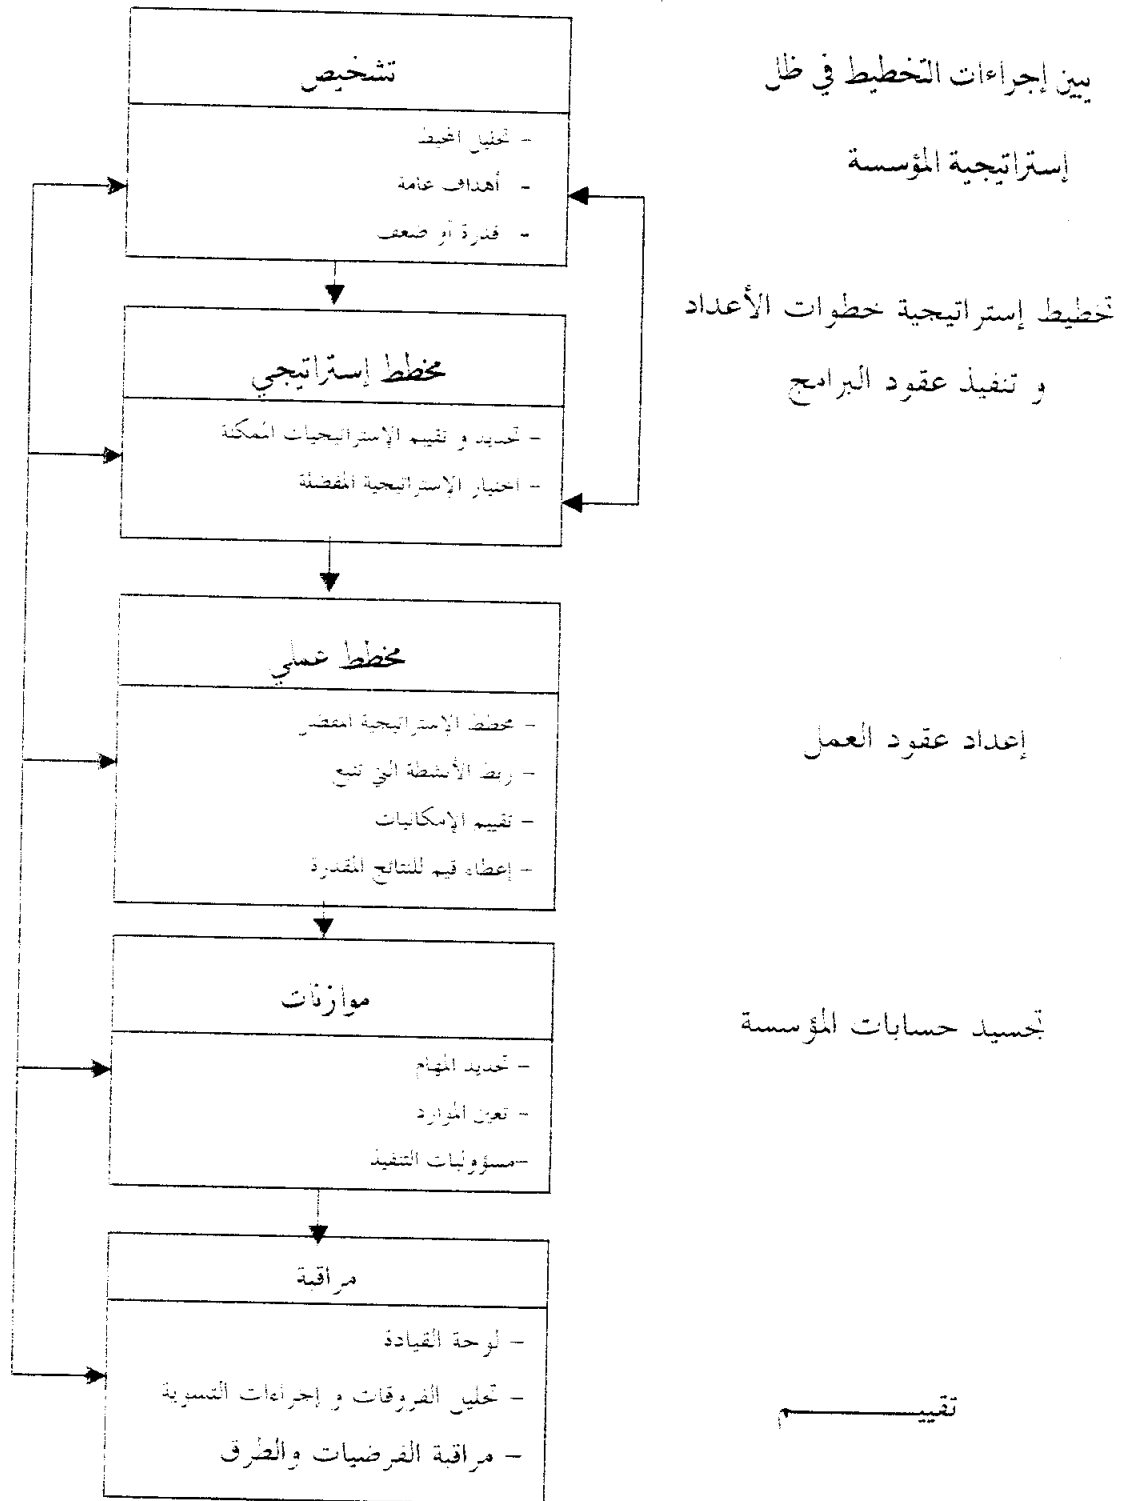 يبين إجراءات التخطيط في ظل
إستراتيجية المؤسسة
تشخيص
- تحليل المحيط
- أهداف عامة
- قدرة أو ضعف
تخطيط إستراتيجية خطوات الأعداد
و تنفيذ عقود البرامج
مخطط إستراتيجي
- تحديد و تقييم الإستراتيجيات الممكنة
- اختيار الإستراتيجية المفضلة
إعداد عقود العمل
مخطط عملي
- مخطط الإستراتيجية
- ربط الأنشطة التي تتبع
- تقييم الإمكانيات
- إعطاء قيم للنتائج المقدرة
تجسيد حسابات المؤسسة
موازنات
- تحديد المهام
- تعين الموارد
-مسؤوليات التنفيذ
تقييــــــــم
مراقبة
- لوحة القيادة
- تحليل الفروقات و إجراءات التسوية
- مراقبة الفرضيات والطرق